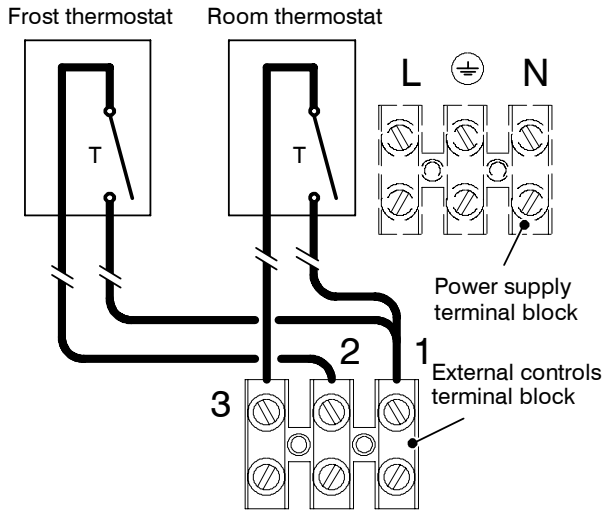 Frost thermostat
Room thermostat
L
N
T
T
Power supply
terminal block
2
1
External controls
terminal block
3